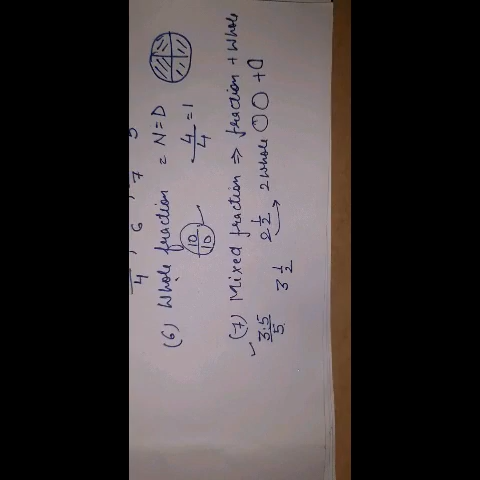 4 , 6 , 7 5
(6) Whole fraction = N=D
10/10 4/4 = 1
(7) Mixed fraction ⇒ fraction + Whole
2 1/2 2 whole +
3.5/5 3 1/2